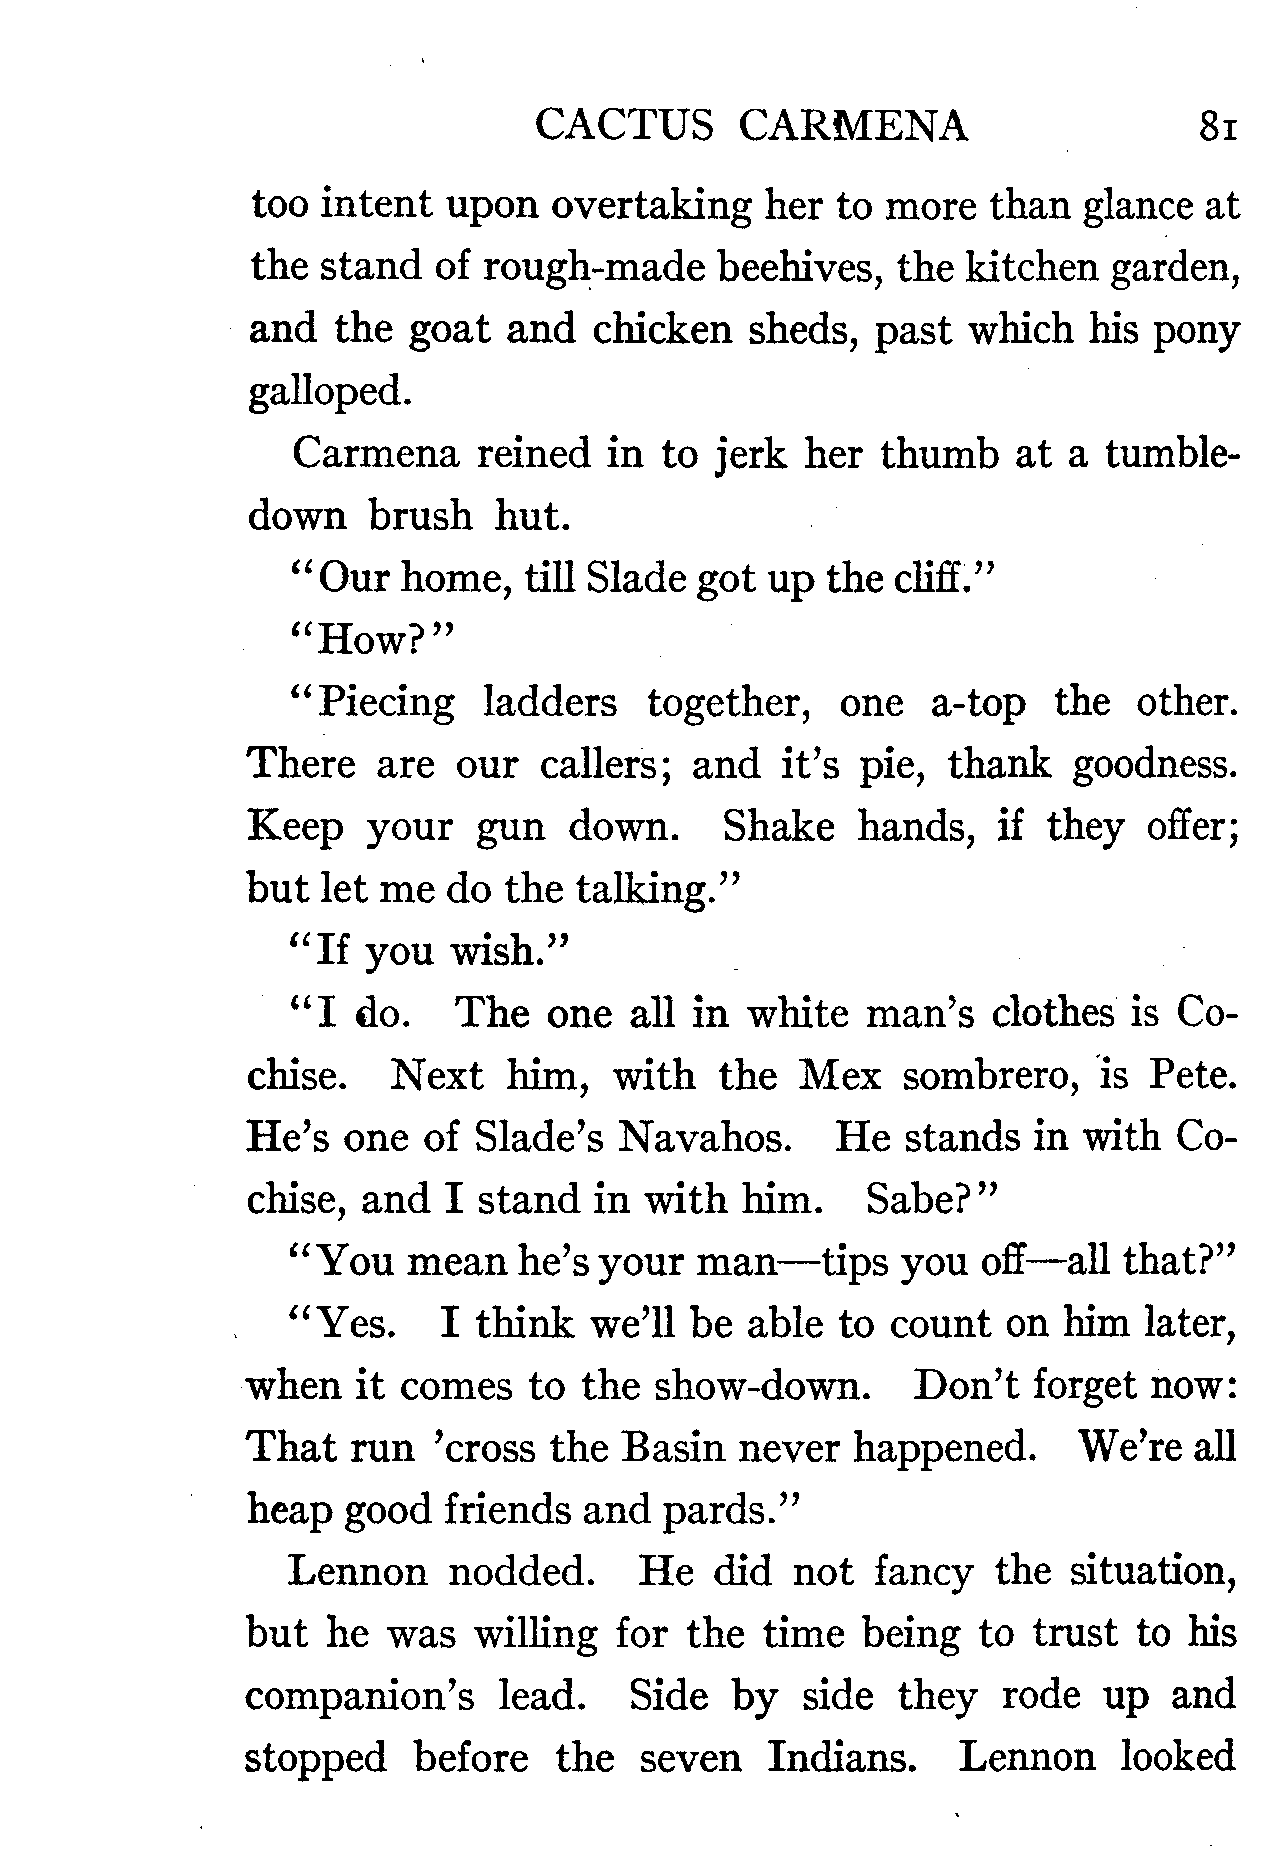 CACTUS CARMENA 81
too intent upon overtaking her to more than glance at
the stand of rough-made beehives, the kitchen garden,
and the goat and chicken sheds, past which his pony
galloped.
Carmena reined in to jerk her thumb at a tumble-
down brush hut.
"Our home, till Slade got up the cliff."
"How?"
"Piecing ladders together, one a-top the other.
There are our callers; and it's pie, thank goodness.
Keep your gun down. Shake hands, if they offer;
but let me do the talking."
"If you wish."
"I do. The one all in white man's clothes is Co-
chise. Next him, with the Mex sombrero, is Pete.
He's one of Slade's Navahos. He stands in with Co-
chise, and I stand in with him. Sabe?"
"You mean he's your man—tips you off—all that?"
"Yes. I think we'll be able to count on him later,
when it comes to the show-down. Don't forget now:
That run 'cross the Basin never happened. We're all
heap good friends and pards."
Lennon nodded. He did not fancy the situation,
but he was willing for the time being to trust to his
companion's lead. Side by side they rode up and
stopped before the seven Indians. Lennon looked